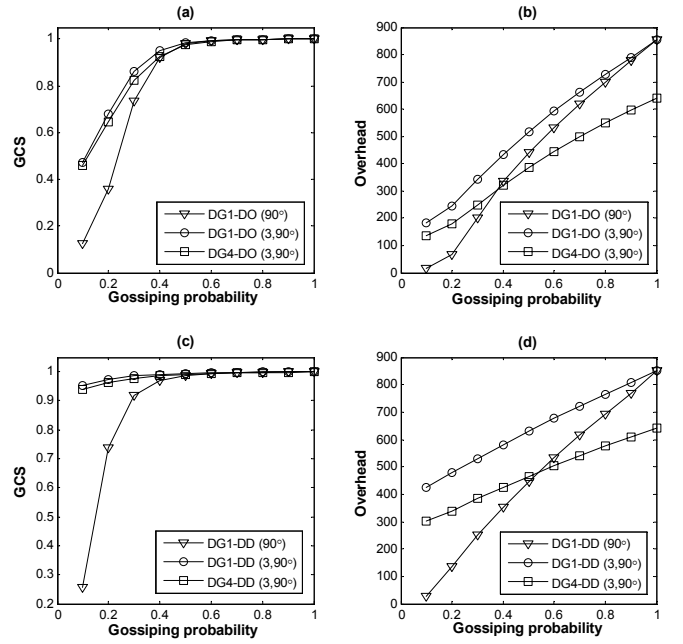 (a)
1
0.8
0.6
0.4
0.2
0
GCS
0 0.2 0.4 0.6 0.8 1
Gossiping probability
DG1-DO (90°)
DG1-DO (3,90°)
DG4-DO (3,90°)
(b)
900
800
700
600
500
400
300
200
100
0
Overhead
0 0.2 0.4 0.6 0.8 1
Gossiping probability
DG1-DO (90°)
DG1-DO (3,90°)
DG4-DO (3,90°)
(c)
1
0.9
0.8
0.7
0.6
0.5
0.4
0.3
0.2
GCS
0 0.2 0.4 0.6 0.8 1
Gossiping probability
DG1-DD (90°)
DG1-DD (3,90°)
DG4-DD (3,90°)
(d)
900
800
700
600
500
400
300
200
100
0
Overhead
0 0.2 0.4 0.6 0.8 1
Gossiping probability
DG1-DD (90°)
DG1-DD (3,90°)
DG4-DD (3,90°)